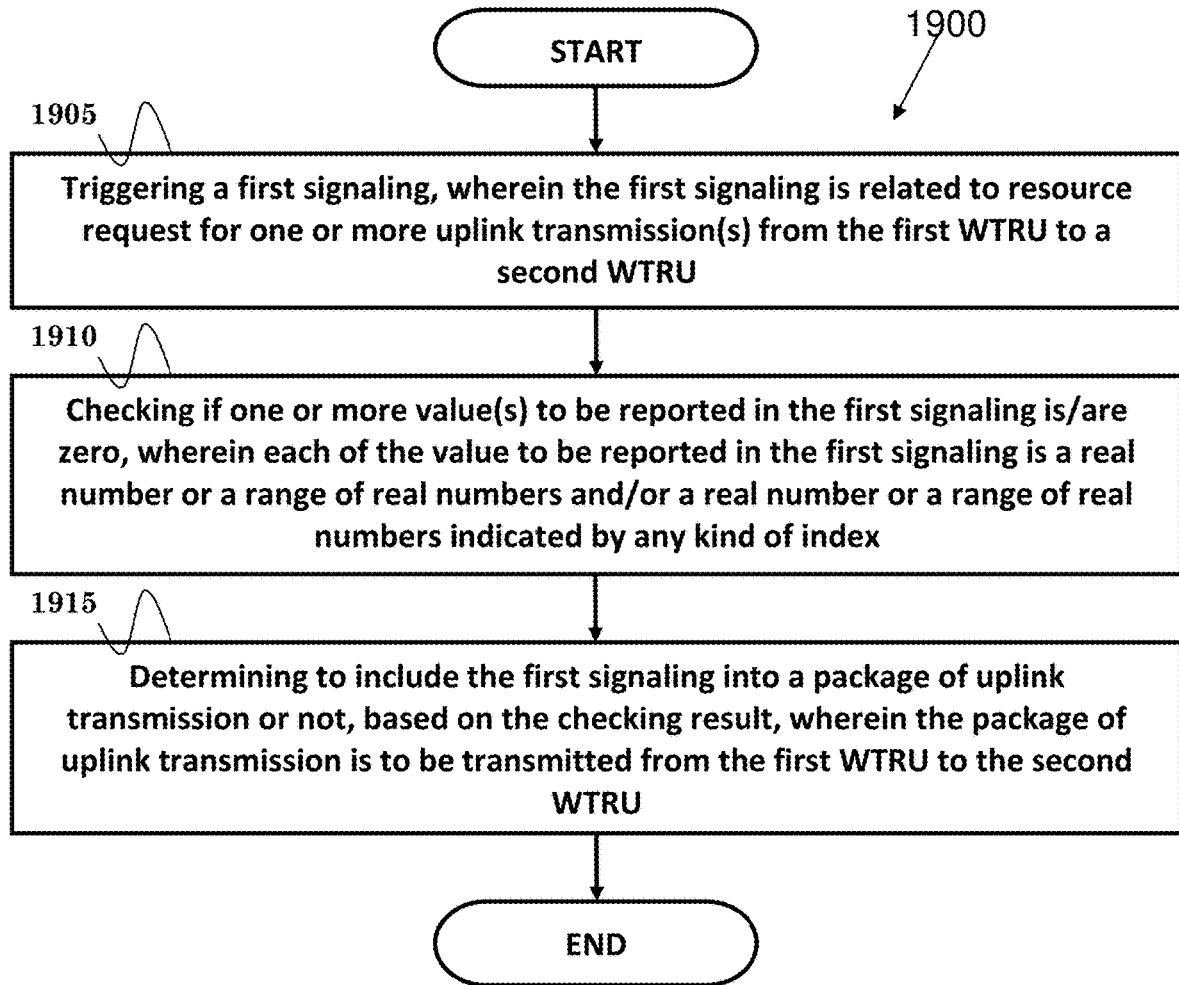 1900
START
1905
Triggering a first signaling, wherein the first signaling is related to resource
request for one or more uplink transmission(s) from the first WTRU to a
second WTRU
1910
Checking if one or more value(s) to be reported in the first signaling is/are
zero, wherein each of the value to be reported in the first signaling is a real
number or a range of real numbers and/or a real number or a range of real
numbers indicated by any kind of index
1915
Determining to include the first signaling into a package of uplink
transmission or not, based on the checking result, wherein the package of
uplink transmission is to be transmitted from the first WTRU to the second
WTRU
END